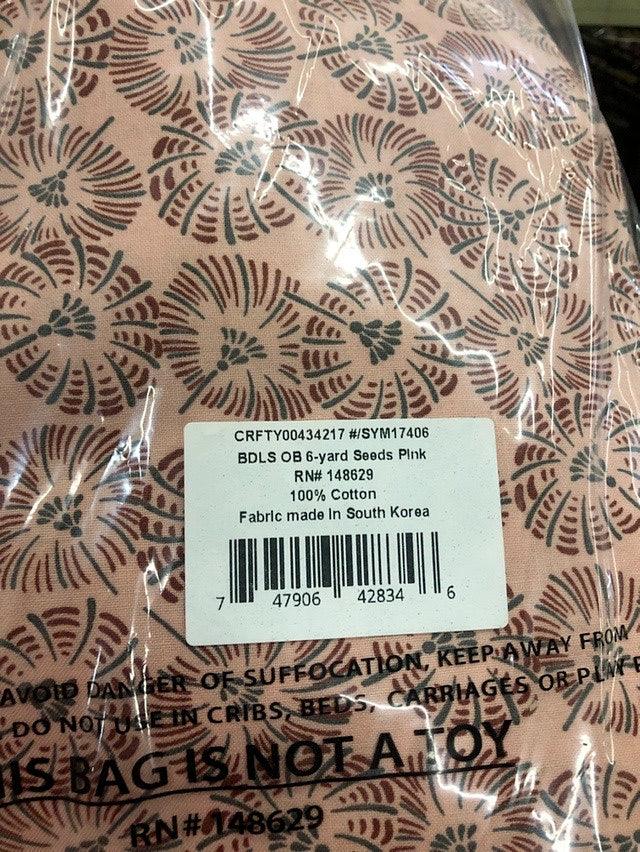 CRFTY00434217 #/SYM17406
BDLS OB 6-yard Seeds Pink
RN# 148629
100% Cotton
Fabric made in South Korea
7 47906 42834 6
AVOID DANGER OF SUFFOCATION, KEEP AWAY FROM
DO NOT USE IN CRIBS, BEDS, CARRIAGES OR PLAY
IS BAG IS NOT A TOY
RN# 148629